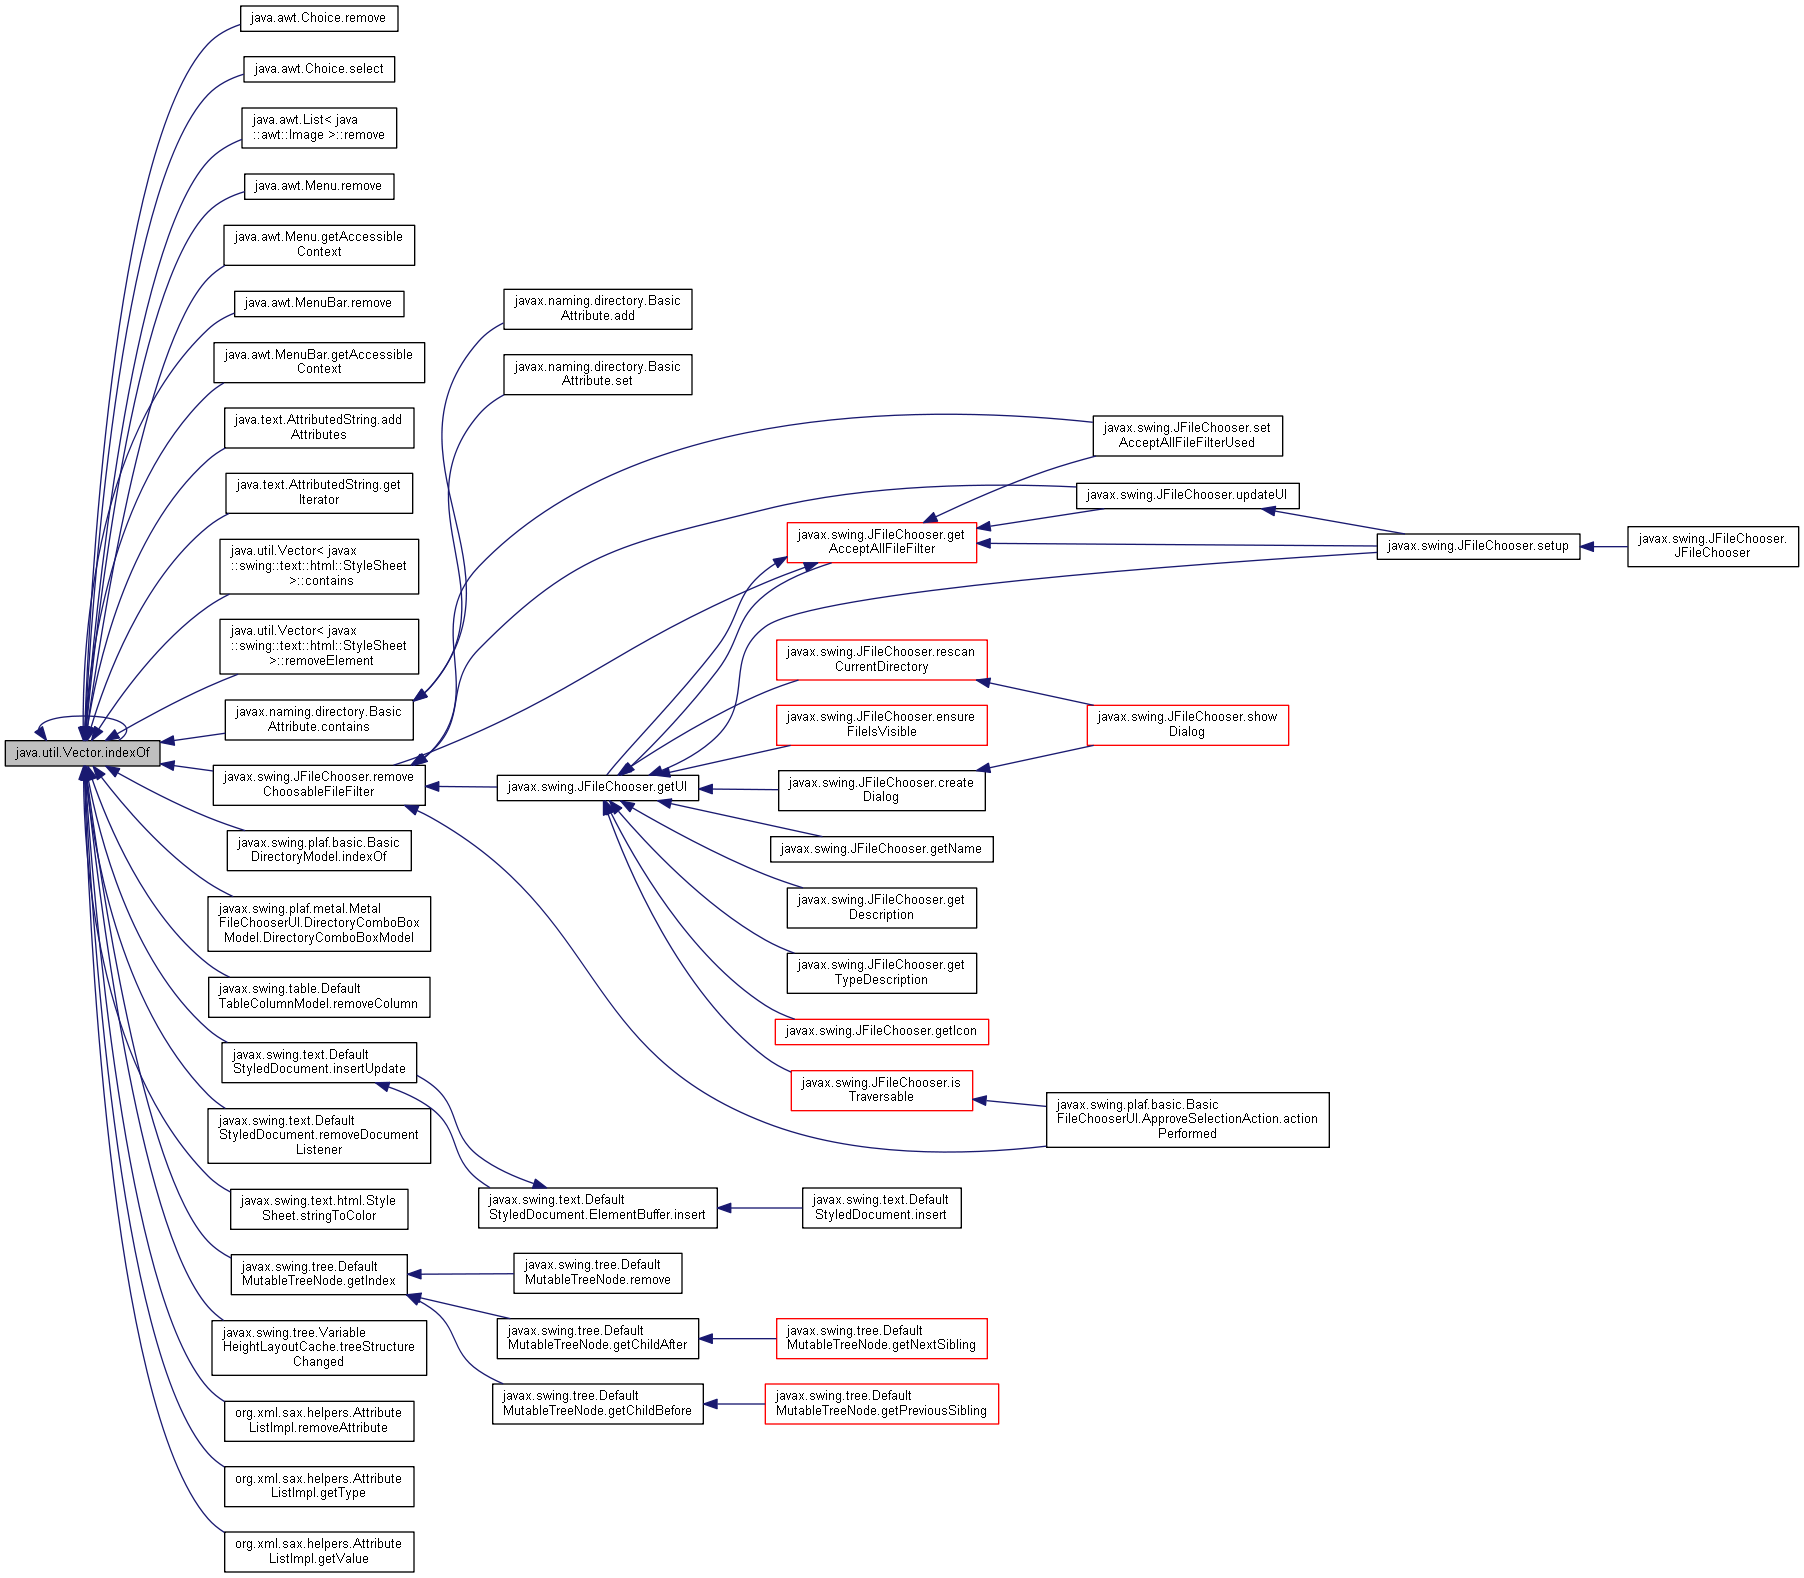 java.awt.Choice.remove
java.awt.Choice.select
java.awt.List< java
::awt::Image >::remove
java.awt.Menu.remove
java.awt.Menu.getAccessible
Context
java.awt.MenuBar.remove
java.awt.MenuBar.getAccessible
Context
java.text.AttributedString.add
Attributes
java.text.AttributedString.get
Iterator
java.util.Vector< javax
::swing::text::html::StyleSheet
>::contains
java.util.Vector< javax
::swing::text::html::StyleSheet
>::removeElement
javax.naming.directory.Basic
Attribute.contains
java.util.Vector.indexOf
javax.swing.JFileChooser.remove
ChoosableFileFilter
javax.swing.plaf.basic.Basic
DirectoryModel.indexOf
javax.swing.plaf.metal.Metal
FileChooserUI.DirectoryComboBox
Model.DirectoryComboBoxModel
javax.swing.table.Default
TableColumnModel.removeColumn
javax.swing.text.Default
StyledDocument.insertUpdate
javax.swing.text.Default
StyledDocument.removeDocument
Listener
javax.swing.text.html.Style
Sheet.stringToColor
javax.swing.tree.Default
MutableTreeNode.getIndex
javax.swing.tree.Variable
HeightLayoutCache.treeStructure
Changed
org.xml.sax.helpers.Attribute
ListImpl.removeAttribute
org.xml.sax.helpers.Attribute
ListImpl.getType
org.xml.sax.helpers.Attribute
ListImpl.getValue
javax.naming.directory.Basic
Attribute.add
javax.naming.directory.Basic
Attribute.set
javax.swing.JFileChooser.getUI
javax.swing.text.Default
StyledDocument.ElementBuffer.insert
javax.swing.tree.Default
MutableTreeNode.remove
javax.swing.tree.Default
MutableTreeNode.getChildAfter
javax.swing.tree.Default
MutableTreeNode.getChildBefore
javax.swing.JFileChooser.get
AcceptAllFileFilter
javax.swing.JFileChooser.rescan
CurrentDirectory
javax.swing.JFileChooser.ensure
FileIsVisible
javax.swing.JFileChooser.create
Dialog
javax.swing.JFileChooser.getName
javax.swing.JFileChooser.get
Description
javax.swing.JFileChooser.get
TypeDescription
javax.swing.JFileChooser.getIcon
javax.swing.JFileChooser.is
Traversable
javax.swing.text.Default
StyledDocument.insert
javax.swing.tree.Default
MutableTreeNode.getNextSibling
javax.swing.tree.Default
MutableTreeNode.getPreviousSibling
javax.swing.JFileChooser.set
AcceptAllFileFilterUsed
javax.swing.JFileChooser.updateUI
javax.swing.JFileChooser.show
Dialog
javax.swing.plaf.basic.Basic
FileChooserUI.ApproveSelectionAction.action
Performed
javax.swing.JFileChooser.setup
javax.swing.JFileChooser.
JFileChooser